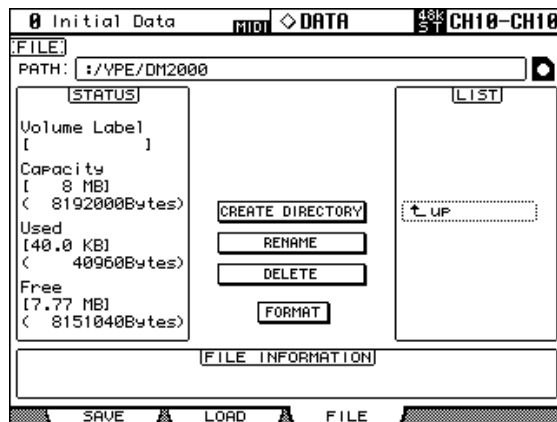 0 Initial Data MIDI ◇DATA 48k ST CH10-CH10
FILE
PATH: :/YPE/DM2000
STATUS
Volume Label
[ ]
Capacity
[ 8 MB]
( 8192000Bytes)
Used
[40.0 KB]
( 40960Bytes)
Free
[7.77 MB]
( 8151040Bytes)
CREATE DIRECTORY
RENAME
DELETE
FORMAT
LIST
UP
FILE INFORMATION
SAVE LOAD FILE